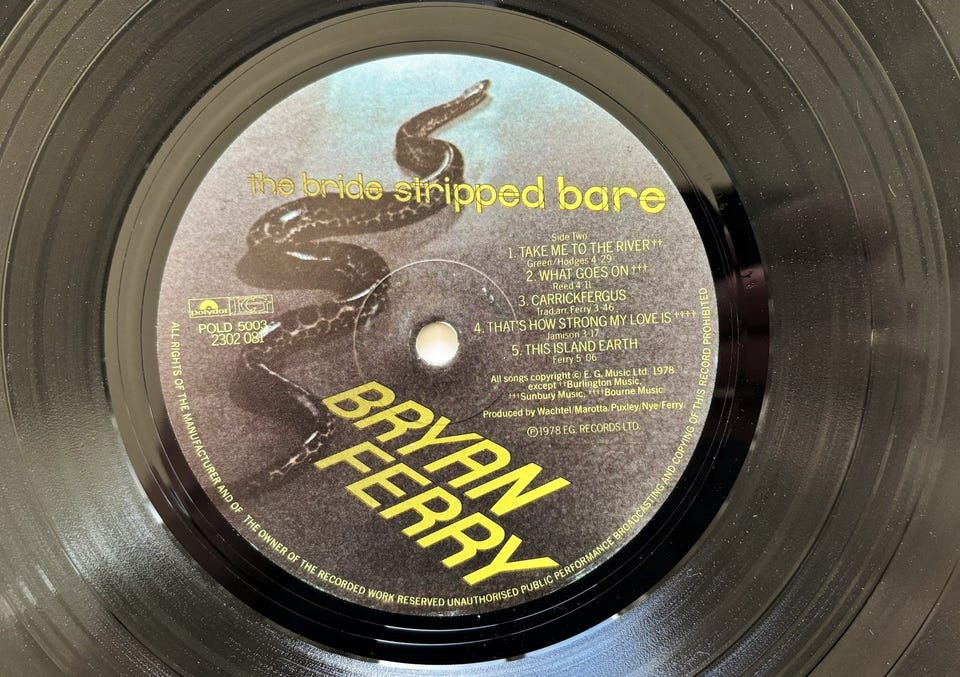 the bride stripped bare
Side Two
1. TAKE ME TO THE RIVER ††
Green/Hodges 4·29
2. WHAT GOES ON †††
Reed 4·11
3. CARRICKFERGUS
Trad.arr. Ferry 3·46
4. THAT'S HOW STRONG MY LOVE IS ††††
Jamison 3·17
5. THIS ISLAND EARTH
Ferry 5·06
All songs copyright © E. G. Music Ltd. 1978
except ††Burlington Music,
†††Sunbury Music, ††††Bourne Music
Produced by Wachtel/Marotta/Puxley/Nye/Ferry.
℗1978 E.G. RECORDS LTD.
polydor
POLD 5003
2302 081
BRYAN
FERRY
ALL RIGHTS OF THE MANUFACTURER AND OF THE OWNER OF THE RECORDED WORK RESERVED UNAUTHORISED PUBLIC PERFORMANCE BROADCASTING AND COPYING OF THIS RECORD PROHIBITED